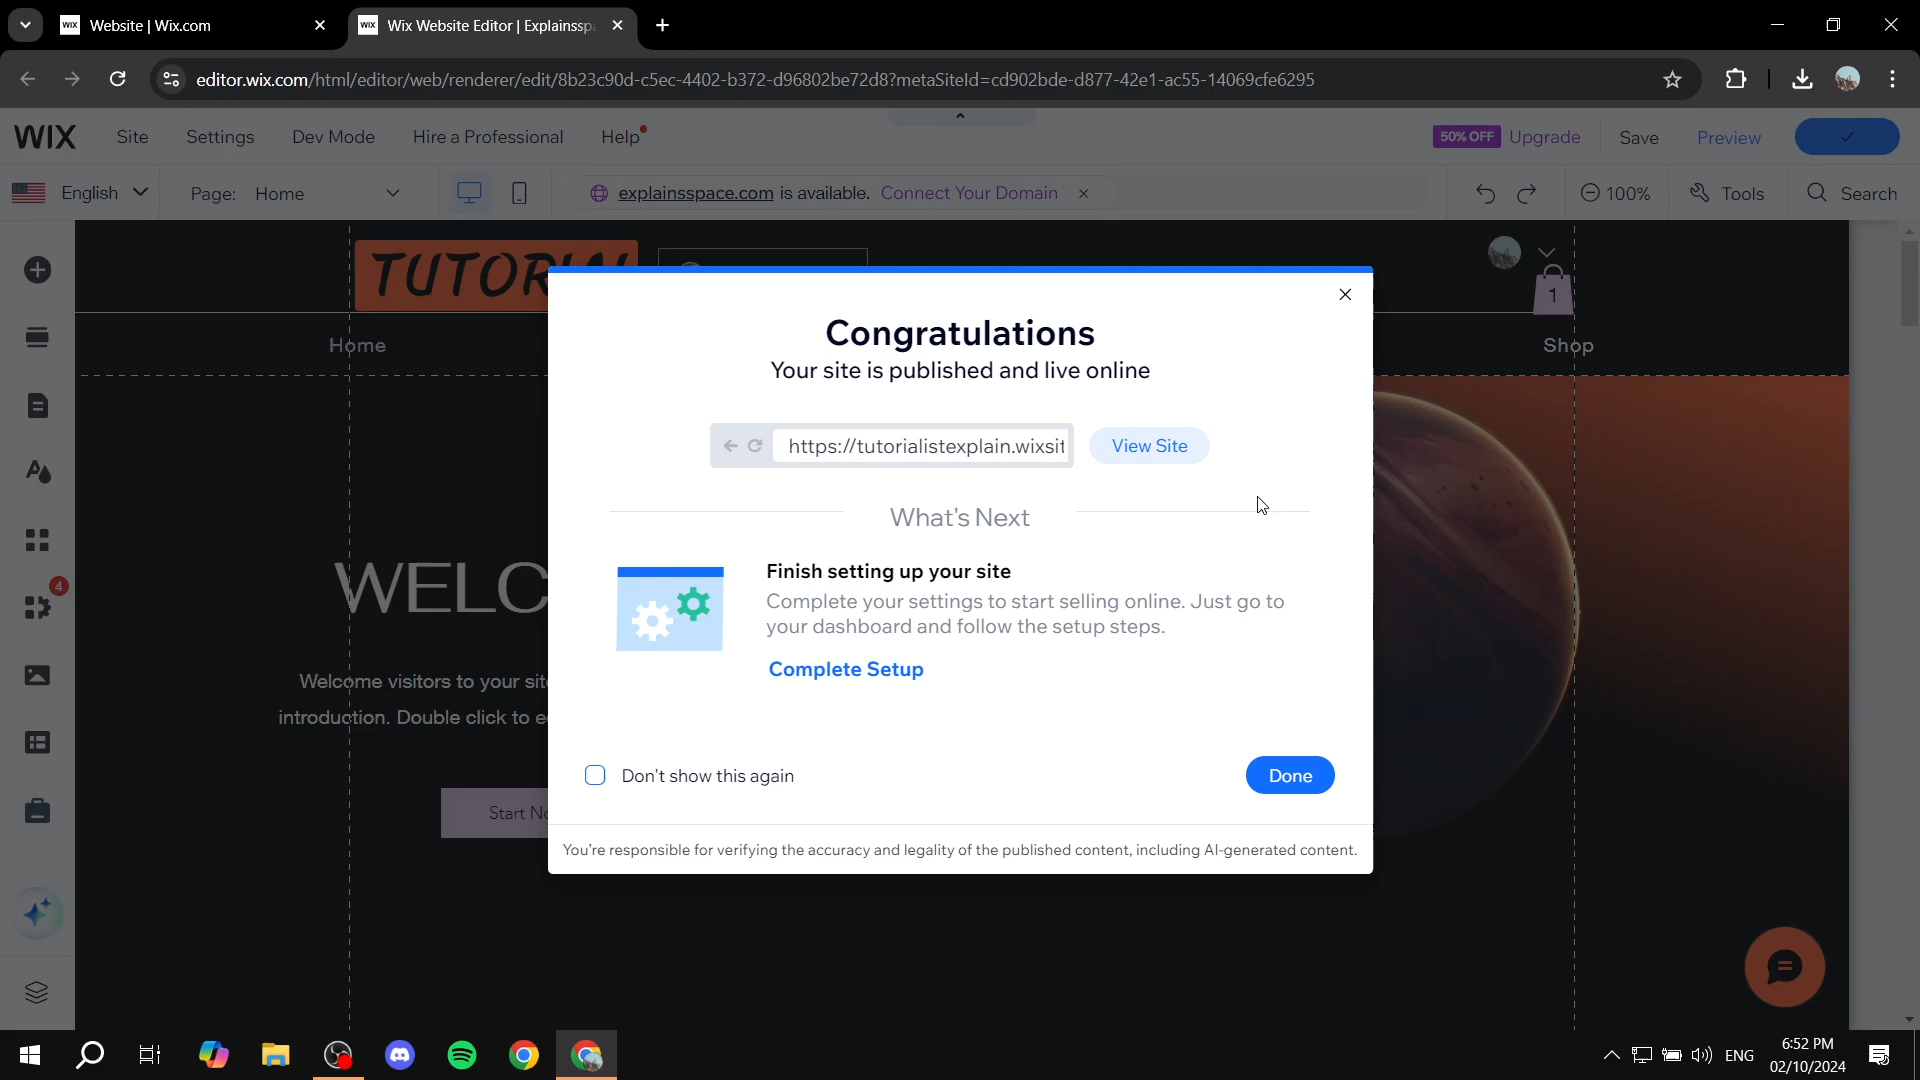 Website | Wix.com
Wix Website Editor | Explainssp
editor.wix.com/html/editor/web/renderer/edit/8b23c90d-c5ec-4402-b372-d96802be72d8?metaSiteId=cd902bde-d877-42e1-ac55-14069cfe6295
WIX
Site
Settings
Dev Mode
Hire a Professional
Help
50% OFF
Upgrade
Save
Preview
English
Page: Home
explainsspace.com is available. Connect Your Domain
100%
Tools
Search
1
Home
Shop
Congratulations
Your site is published and live online
https://tutorialistexplain.wixsit
View Site
What's Next
Finish setting up your site
Complete your settings to start selling online. Just go to
your dashboard and follow the setup steps.
Complete Setup
4
Welcome visitors to your
introduction. Double click to
Start
Don't show this again
Done
You're responsible for verifying the accuracy and legality of the published content, including AI-generated content.
ENG
6:52 PM
02/10/2024